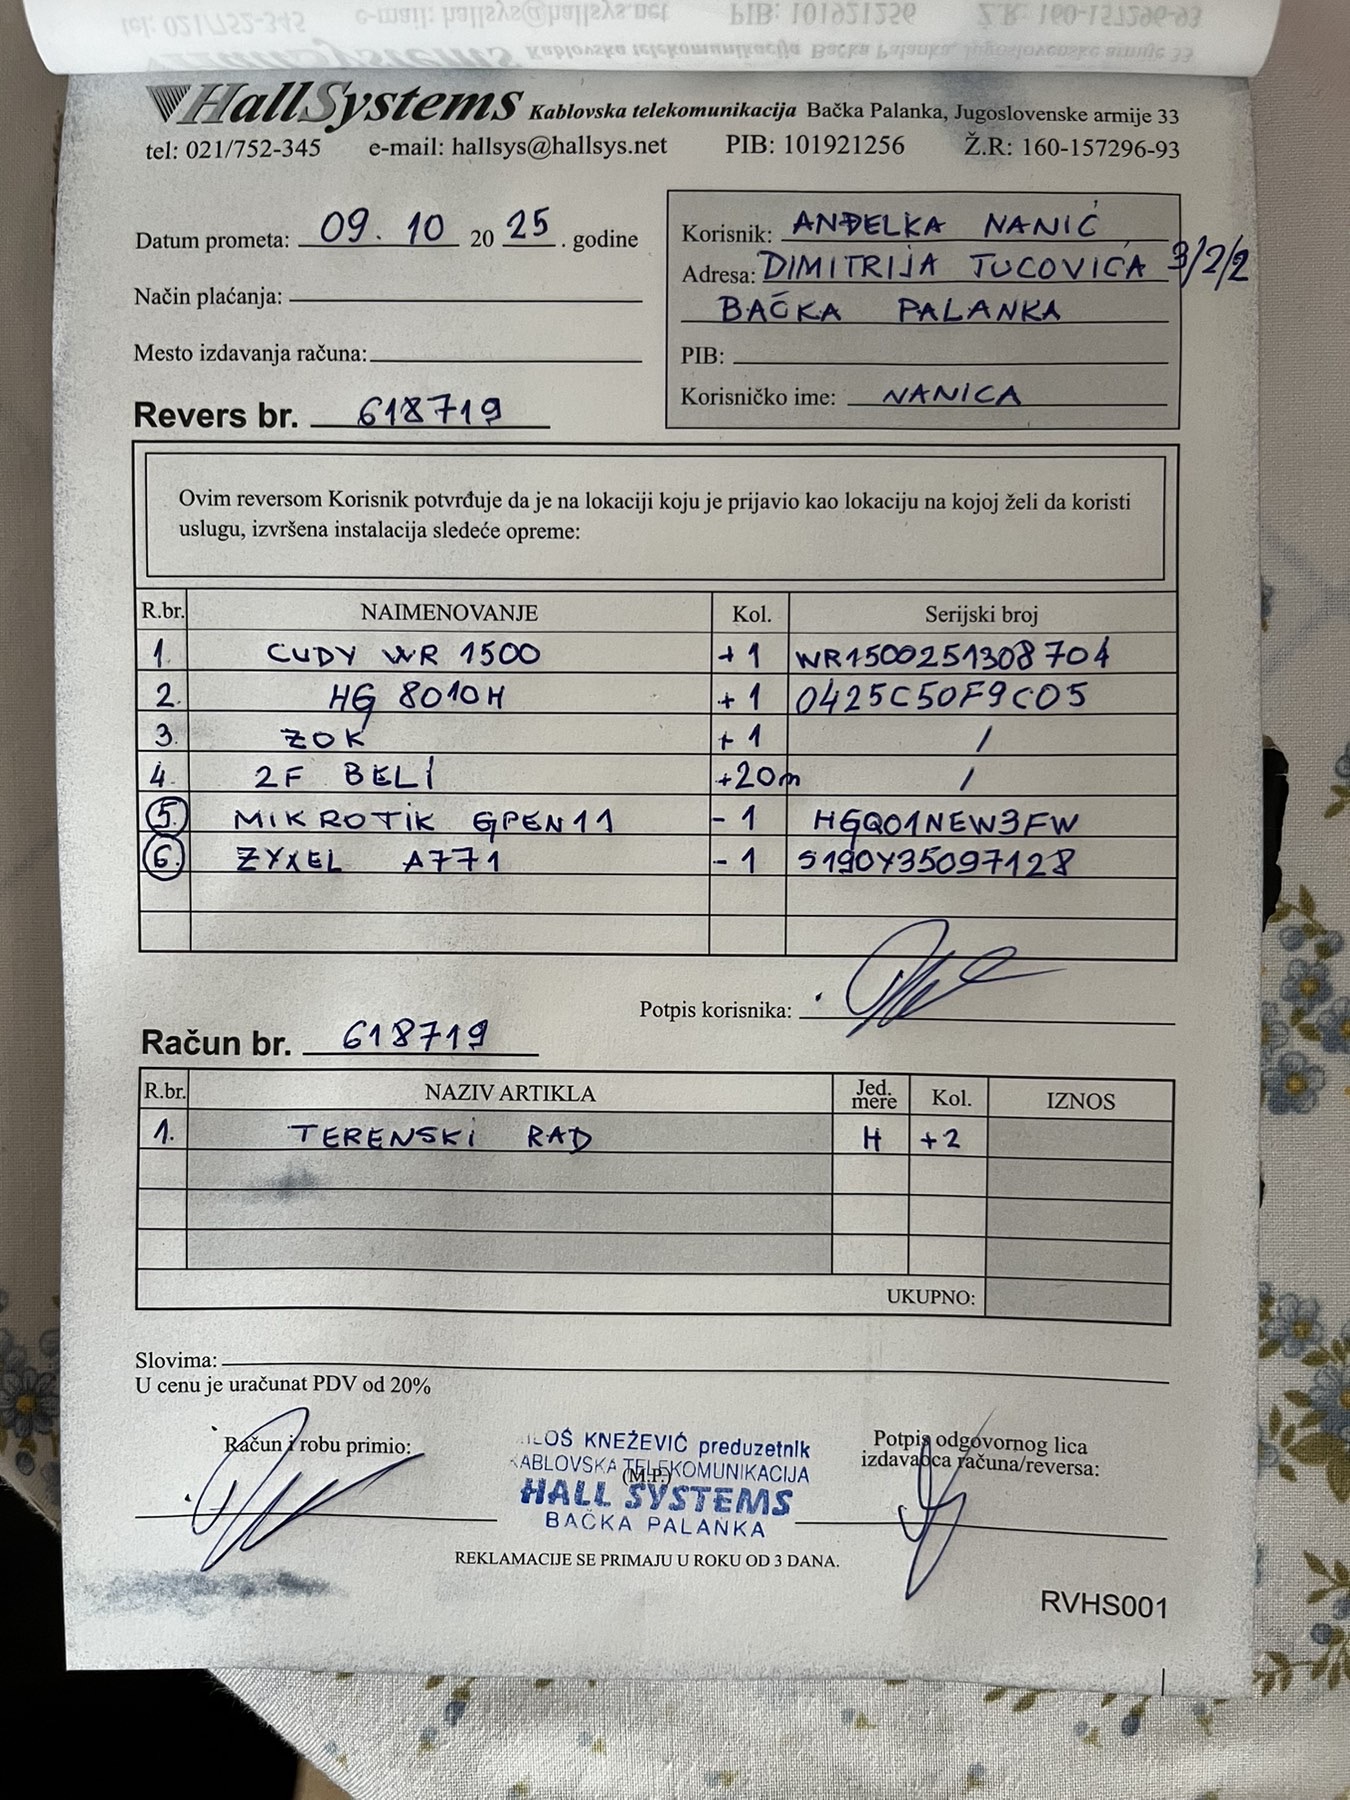 HallSystems Kablovska telekomunikacija Bačka Palanka, Jugoslovenske armije 33
tel: 021/752-345 e-mail: hallsys@hallsys.net PIB: 101921256 Ž.R: 160-157296-93
Datum prometa: 09. 10 20 25. godine
Način plaćanja:
Mesto izdavanja računa:
Korisnik: ANĐELKA NANIĆ
Adresa: DIMITRIJA TUCOVIĆA 3/2/2
BAČKA PALANKA
PIB:
Korisničko ime: NANICA
Revers br. 618719
Ovim reversom Korisnik potvrđuje da je na lokaciji koju je prijavio kao lokaciju na kojoj želi da koristi
uslugu, izvršena instalacija sledeće opreme:
R.br. NAIMENOVANJE Kol. Serijski broj
1. CUDY WR 1500 +1 WR1500251308704
2. HG 8010H +1 0425C50F9C05
3. ZOK +1 /
4. 2F BELI +20m /
5. MIKROTIK GPEN11 -1 HGQ01NEW3FW
6. ZYXEL A771 -1 S190Y35097128
Potpis korisnika:
Račun br. 618719
R.br. NAZIV ARTIKLA Jed. mere Kol. IZNOS
1. TERENSKI RAD H +2
UKUPNO:
Slovima:
U cenu je uračunat PDV od 20%
Račun i robu primio:
(M.P.)
LOŠ KNEŽEVIĆ preduzetnik
KABLOVSKA TELEKOMUNIKACIJA
HALL SYSTEMS
BAČKA PALANKA
Potpis odgovornog lica
izdavaoca računa/reversa:
REKLAMACIJE SE PRIMAJU U ROKU OD 3 DANA.
RVHS001